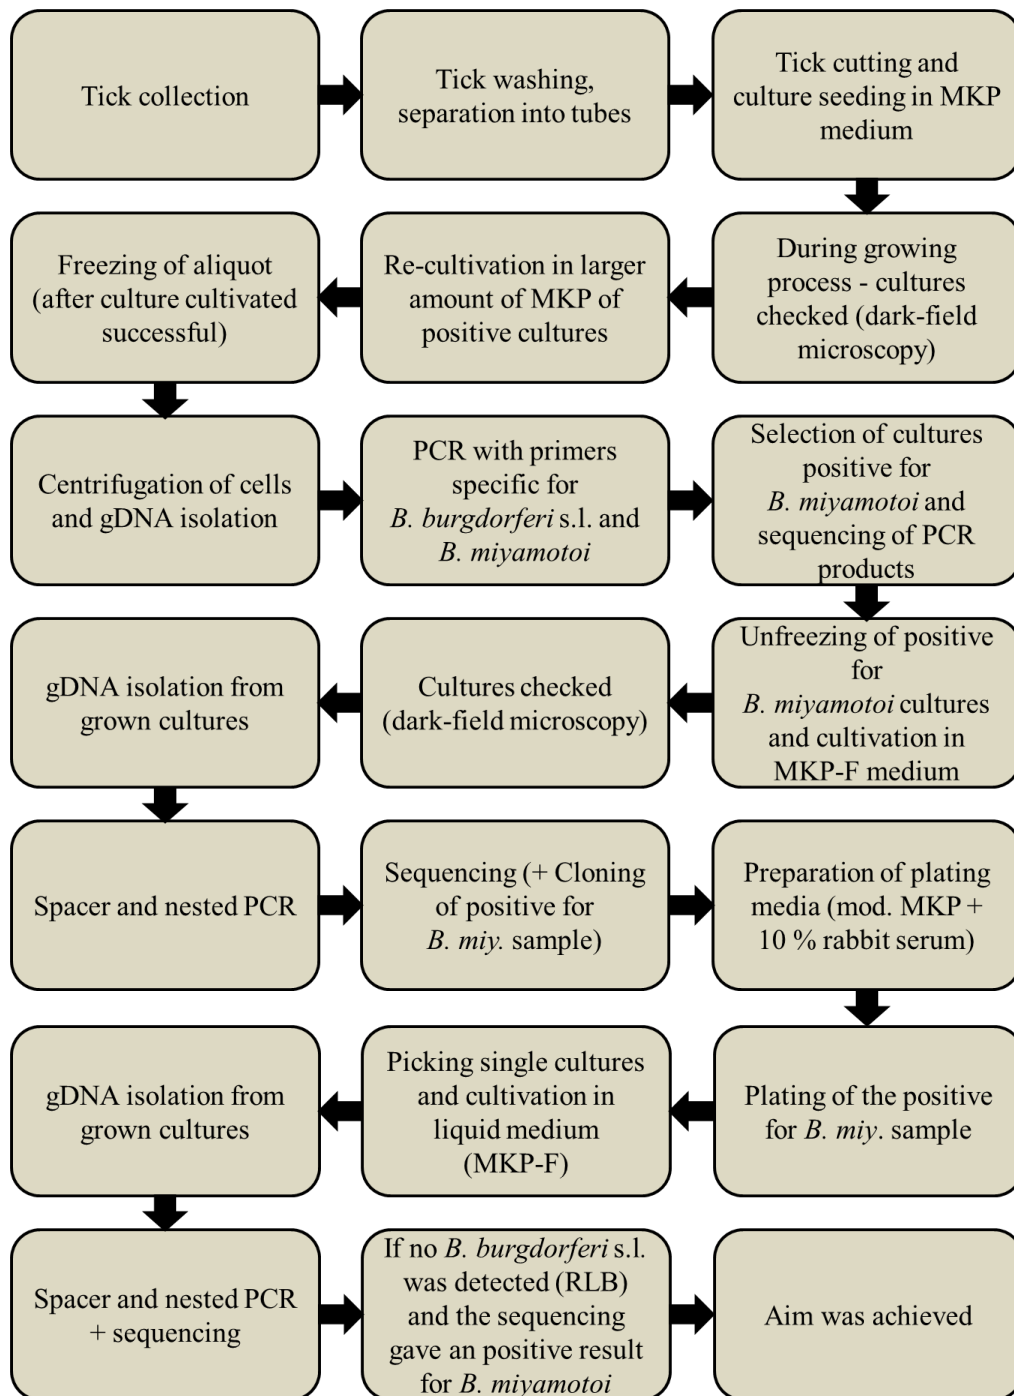 Tick collection
Tick washing,
separation into tubes
Tick cutting and
culture seeding in MKP
medium
During growing
process - cultures
checked (dark-field
microscopy)
Re-cultivation in larger
amount of MKP of
positive cultures
Freezing of aliquot
(after culture cultivated
successful)
Centrifugation of cells
and gDNA isolation
PCR with primers
specific for
B. burgdorferi s.l. and
B. miyamotoi
Selection of cultures
positive for
B. miyamotoi and
sequencing of PCR
products
Unfreezing of positive
for
B. miyamotoi cultures
and cultivation in
MKP-F medium
Cultures checked
(dark-field microscopy)
gDNA isolation from
grown cultures
Spacer and nested PCR
Sequencing (+ Cloning
of positive for
B. miy. sample)
Preparation of plating
media (mod. MKP +
10 % rabbit serum)
Plating of the positive
for B. miy. sample
Picking single cultures
and cultivation in
liquid medium
(MKP-F)
gDNA isolation from
grown cultures
Spacer and nested PCR
+ sequencing
If no B. burgdorferi s.l.
was detected (RLB)
and the sequencing
gave an positive result
for B. miyamotoi
Aim was achieved